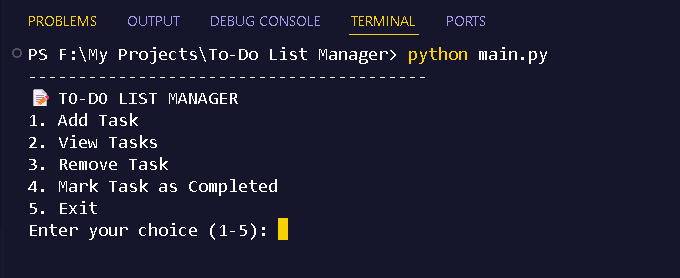 PROBLEMS OUTPUT DEBUG CONSOLE TERMINAL PORTS
PS F:\My Projects\To-Do List Manager> python main.py
----------------------------------------
📝 TO-DO LIST MANAGER
1. Add Task
2. View Tasks
3. Remove Task
4. Mark Task as Completed
5. Exit
Enter your choice (1-5):